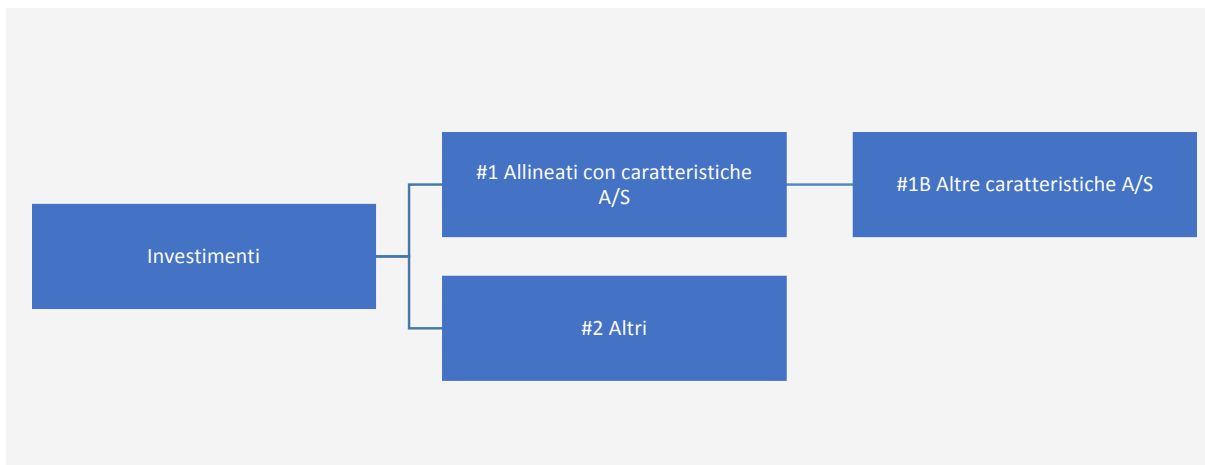 #1 Allineati con caratteristiche
A/S
#1B Altre caratteristiche A/S
Investimenti
#2 Altri